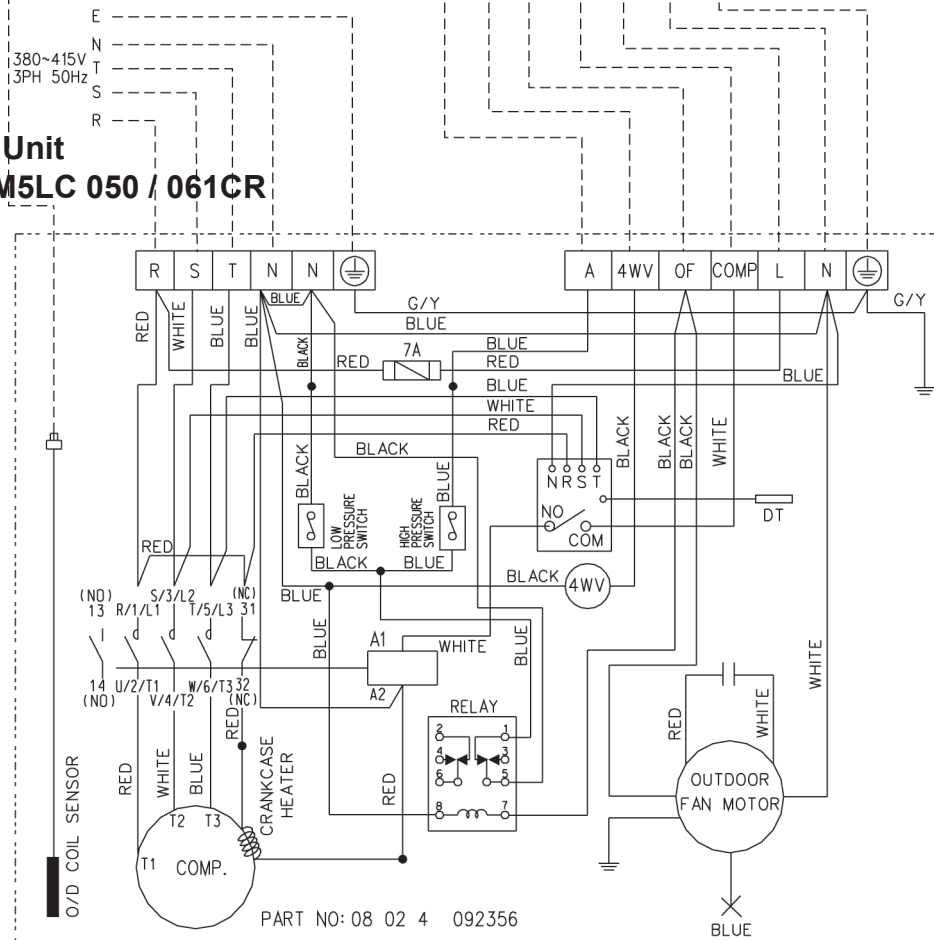 E
N
380~415V
3PH 50Hz
T
S
R
Unit
M5LC 050 / 061CR
R S T N N
A 4WV OF COMP L N
BLUE
G/Y
G/Y
BLUE
RED
WHITE
BLUE
BLUE
BLACK
RED
7A
BLUE
RED
BLUE
BLUE
WHITE
RED
BLACK
BLACK
BLUE
BLACK
BLACK
BLACK
WHITE
N R S T
NO
COM
DT
LOW
PRESSURE
SWITCH
HIGH
PRESSURE
SWITCH
RED
BLACK
BLUE
BLACK
4WV
BLUE
(NO)
13
R/1/L1
S/3/L2
T/5/L3
(NC)
31
BLUE
A1
WHITE
BLUE
A2
14
(NO)
U/2/T1
V/4/T2
W/6/T3
32
(NC)
WHITE
RELAY
2 1
4 3
6 5
8 7
RED
WHITE
RED
WHITE
BLUE
RED
CRANKCASE
HEATER
RED
OUTDOOR
FAN MOTOR
O/D COIL SENSOR
T1
T2
T3
COMP.
PART NO: 08 02 4 092356
BLUE